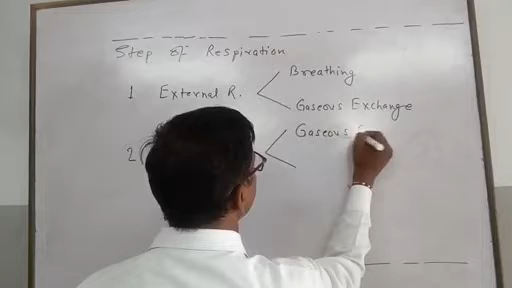 Step of Respiration
Breathing
1 External R.
Gaseous Exchange
Gaseous
2 (